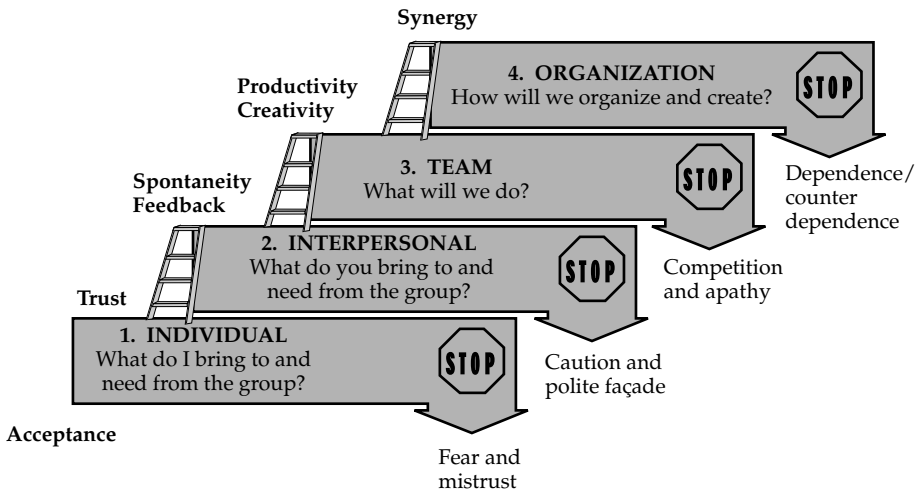 Synergy
4. ORGANIZATION
How will we organize and create?
STOP
Productivity
Creativity
Dependence/
counter
dependence
3. TEAM
What will we do?
STOP
Spontaneity
Feedback
Competition
and apathy
2. INTERPERSONAL
What do you bring to and
need from the group?
STOP
Trust
Caution and
polite façade
1. INDIVIDUAL
What do I bring to and
need from the group?
STOP
Acceptance
Fear and
mistrust